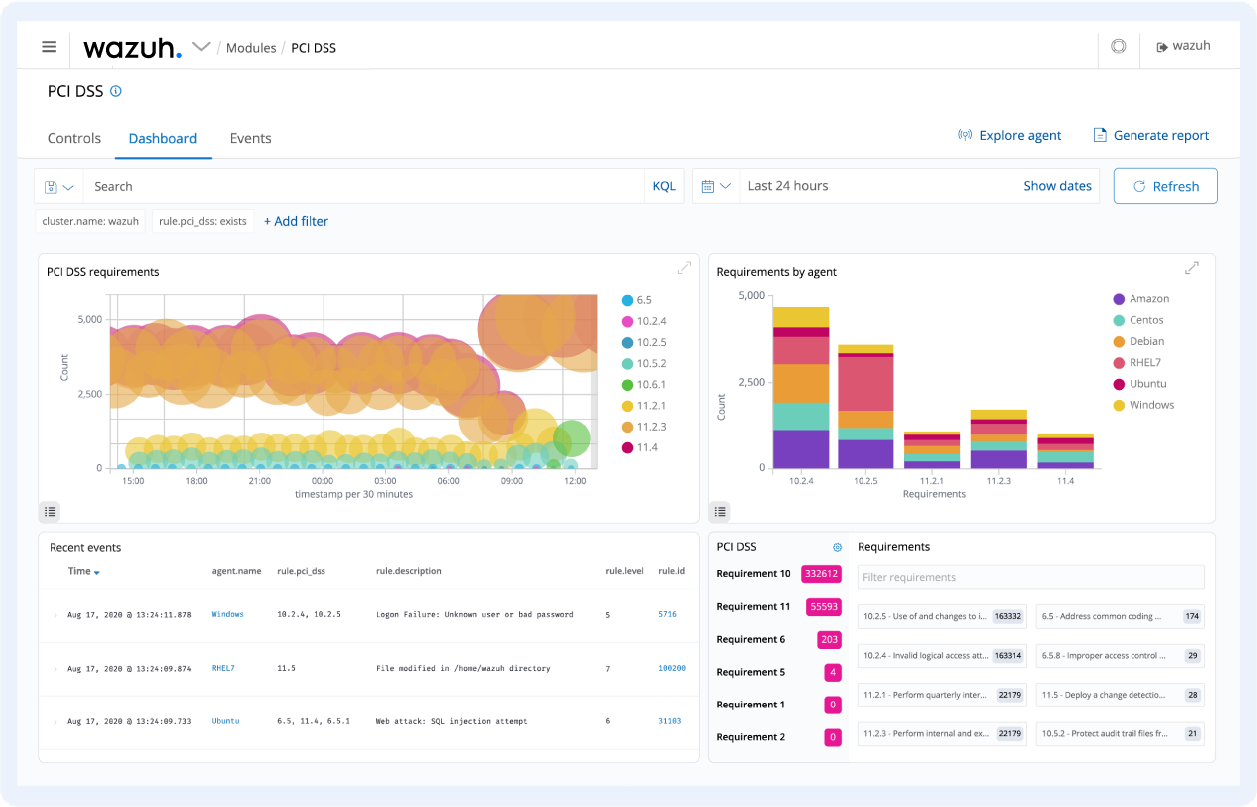 wazuh. / Modules / PCI DSS
wazuh
PCI DSS
Controls Dashboard Events
Explore agent Generate report
Search KQL Last 24 hours Show dates Refresh
cluster.name: wazuh rule.pci_dss: exists + Add filter
PCI DSS requirements
5,000
2,500
0
Count
15:00 18:00 21:00 00:00 03:00 06:00 09:00 12:00
timestamp per 30 minutes
6.5
10.2.4
10.2.5
10.5.2
10.6.1
11.2.1
11.2.3
11.4
Requirements by agent
5,000
2,500
0
Count
10.2.4 10.2.5 11.2.1 11.2.3 11.4
Requirements
Amazon
Centos
Debian
RHEL7
Ubuntu
Windows
Recent events
Time agent.name rule.pci_dss rule.description rule.level rule.id
Aug 17, 2020 @ 13:24:11.878 Windows 10.2.4, 10.2.5 Logon Failure: Unknown user or bad password 5 5716
Aug 17, 2020 @ 13:24:09.874 RHEL7 11.5 File modified in /home/wazuh directory 7 100200
Aug 17, 2020 @ 13:24:09.733 Ubuntu 6.5, 11.4, 6.5.1 Web attack: SQL injection attempt 6 31103
PCI DSS
Requirement 10 332612
Requirement 11 55593
Requirement 6 203
Requirement 5 4
Requirement 1 0
Requirement 2 0
Requirements
Filter requirements
10.2.5 - Use of and changes to i... 163332 6.5 - Address common coding ... 174
10.2.4 - Invalid logical access att... 163314 6.5.8 - Improper access control ... 29
11.2.1 - Perform quarterly inter... 22179 11.5 - Deploy a change detectio... 28
11.2.3 - Perform internal and ex... 22179 10.5.2 - Protect audit trail files fr... 21